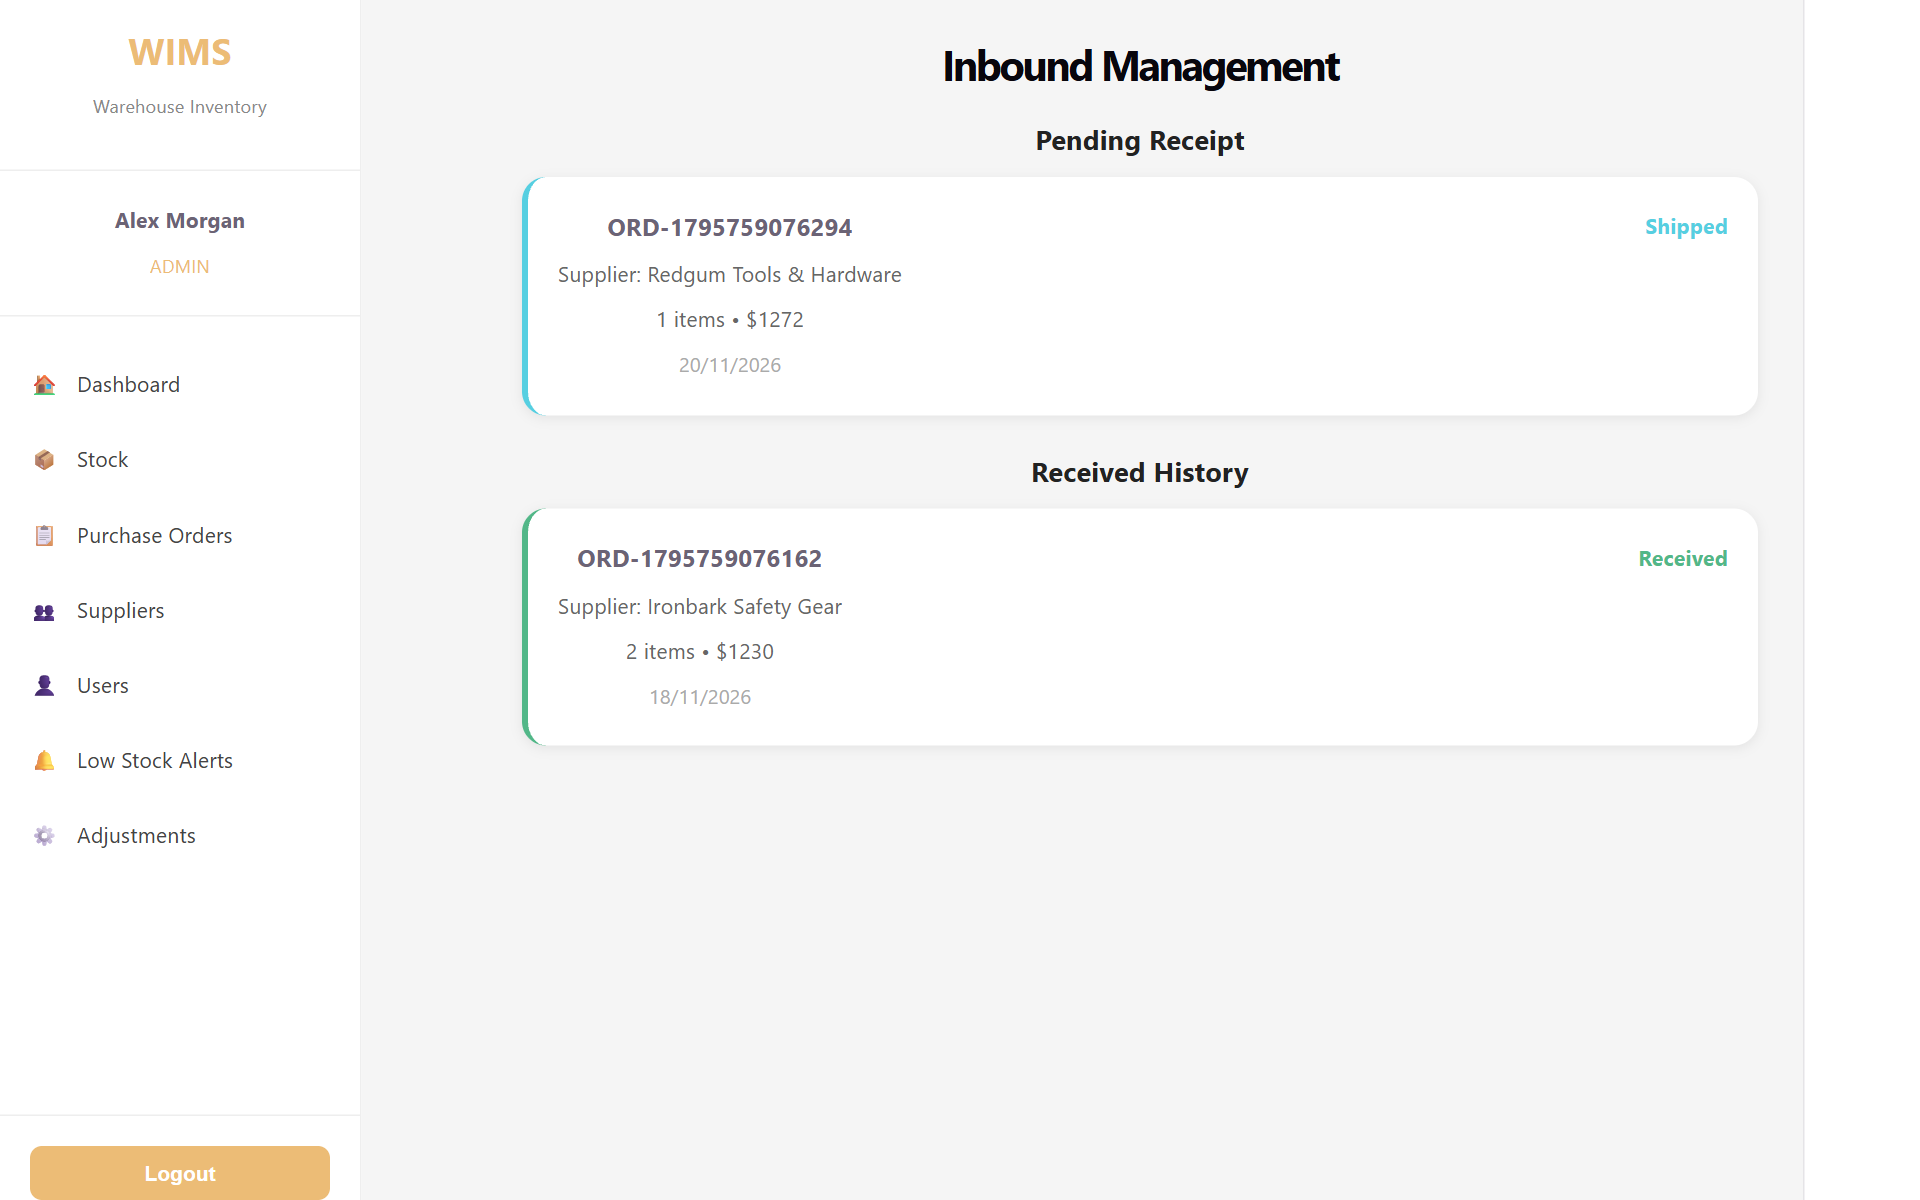 WIMS
Warehouse Inventory
Alex Morgan
ADMIN
Dashboard
Stock
Purchase Orders
Suppliers
Users
Low Stock Alerts
Adjustments
Logout
Inbound Management
Pending Receipt
ORD-1795759076294
Shipped
Supplier: Redgum Tools & Hardware
1 items • $1272
20/11/2026
Received History
ORD-1795759076162
Received
Supplier: Ironbark Safety Gear
2 items • $1230
18/11/2026